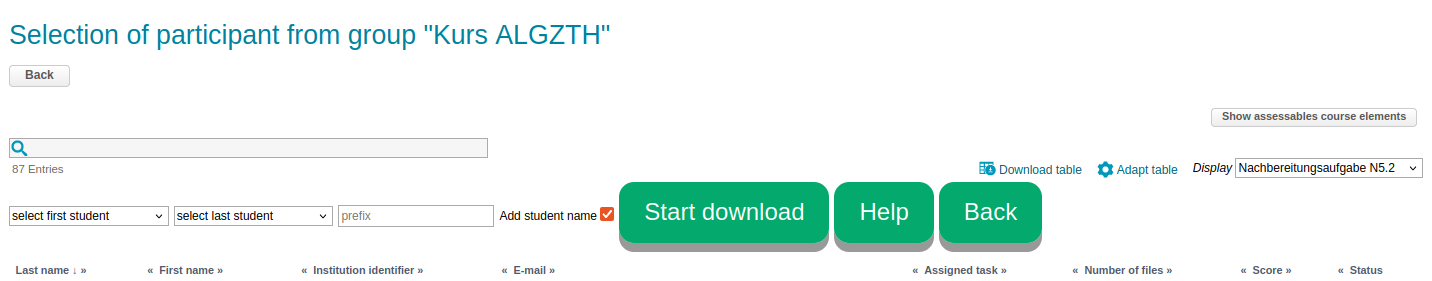 Selection of participant from group "Kurs ALGZTH"
Back
Show assessables course elements
87 Entries
Download table Adapt table Display Nachbereitungsaufgabe N5.2
select first student select last student prefix Add student name Start download Help Back
Last name ↓ » « First name » « Institution identifier » « E-mail » « Assigned task » « Number of files » « Score » « Status